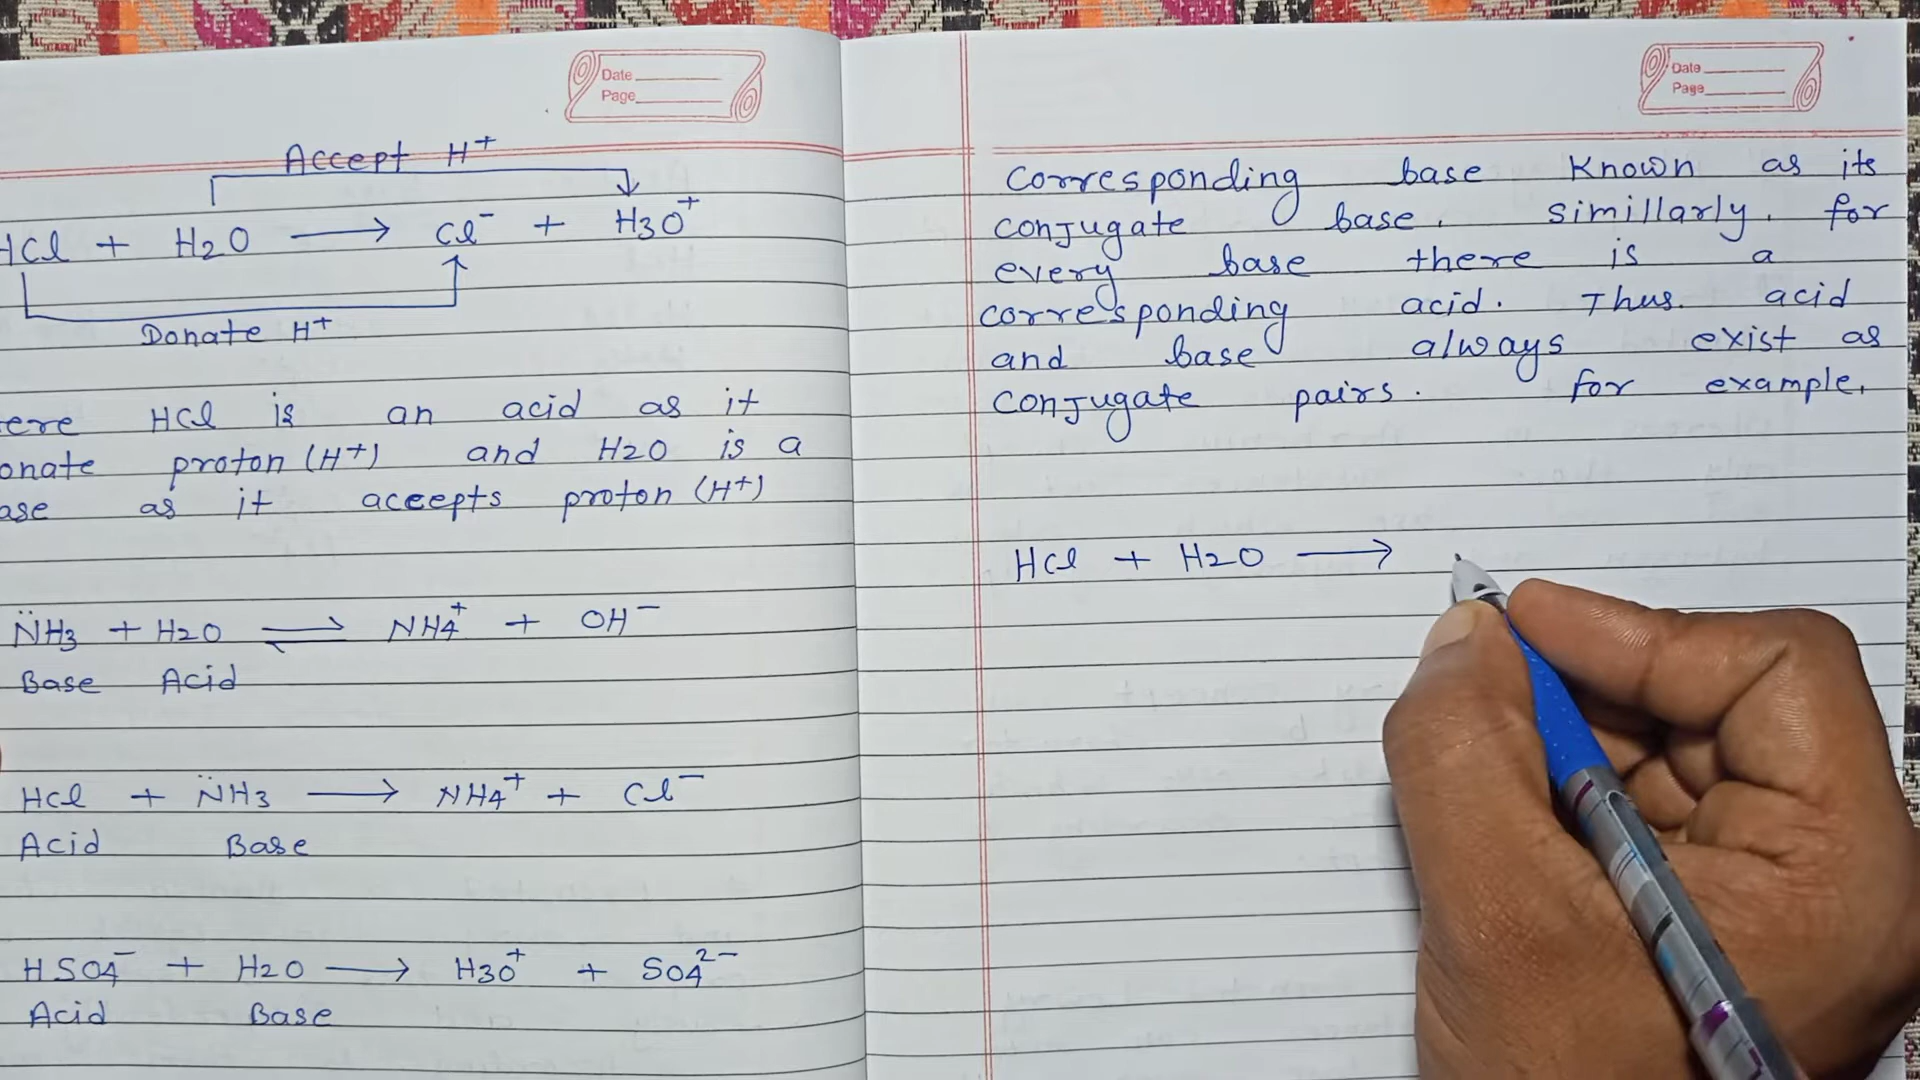 Date
Page
Accept H+
HCl + H2O ⟶ Cl⁻ + H3O⁺
Donate H+
HCl is an acid as it
proton (H+) and H2O is a
as it accepts proton (H+)
N̈H3 + H2O ⇌ NH4⁺ + OH⁻
Base Acid
HCl + N̈H3 ⟶ NH4⁺ + Cl⁻
Acid Base
HSO4⁻ + H2O ⟶ H3O⁺ + SO4²⁻
Acid Base
Date
Page
corresponding base known as its
conjugate base. simillarly. for
every base there is a
corresponding acid. Thus. acid
and base always exist as
conjugate pairs. for example,
HCl + H2O ⟶